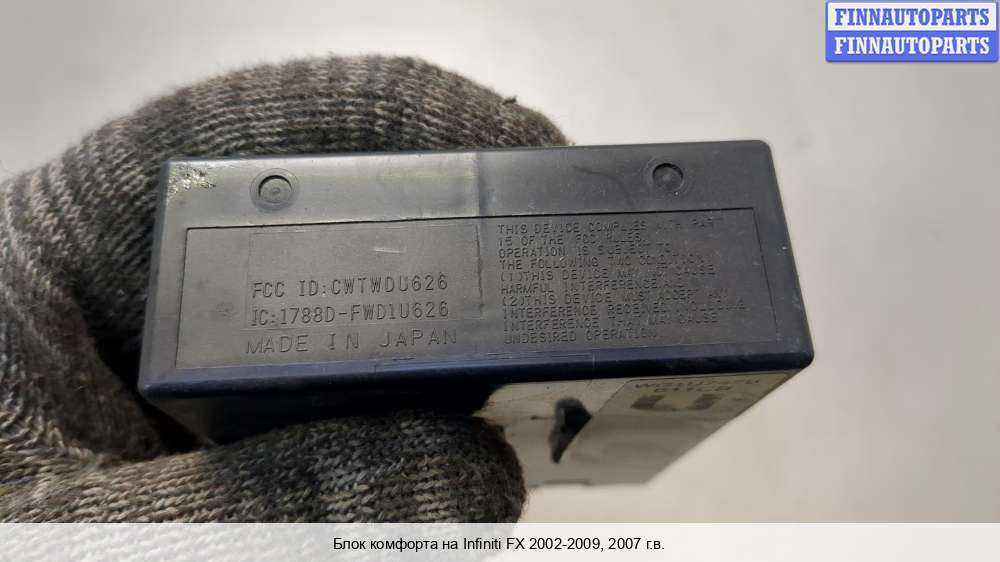 FINNAUTOPARTS
FINNAUTOPARTS
FCC ID:CWTWDU626
IC:1788D-FWD1U626
MADE IN JAPAN
THIS DEVICE COMPLIES WITH PART
15 OF THE FCC RULES.
OPERATION IS SUBJECT TO
THE FOLLOWING TWO CONDITIONS
(1)THIS DEVICE MAY NOT CAUSE
HARMFUL INTERFERENCE,
(2)THIS DEVICE MUST ACCEPT ANY
INTERFERENCE RECEIVED INCLUDING
INTERFERENCE THAT MAY CAUSE
UNDESIRED OPERATION.
Блок комфорта на Infiniti FX 2002-2009, 2007 г.в.